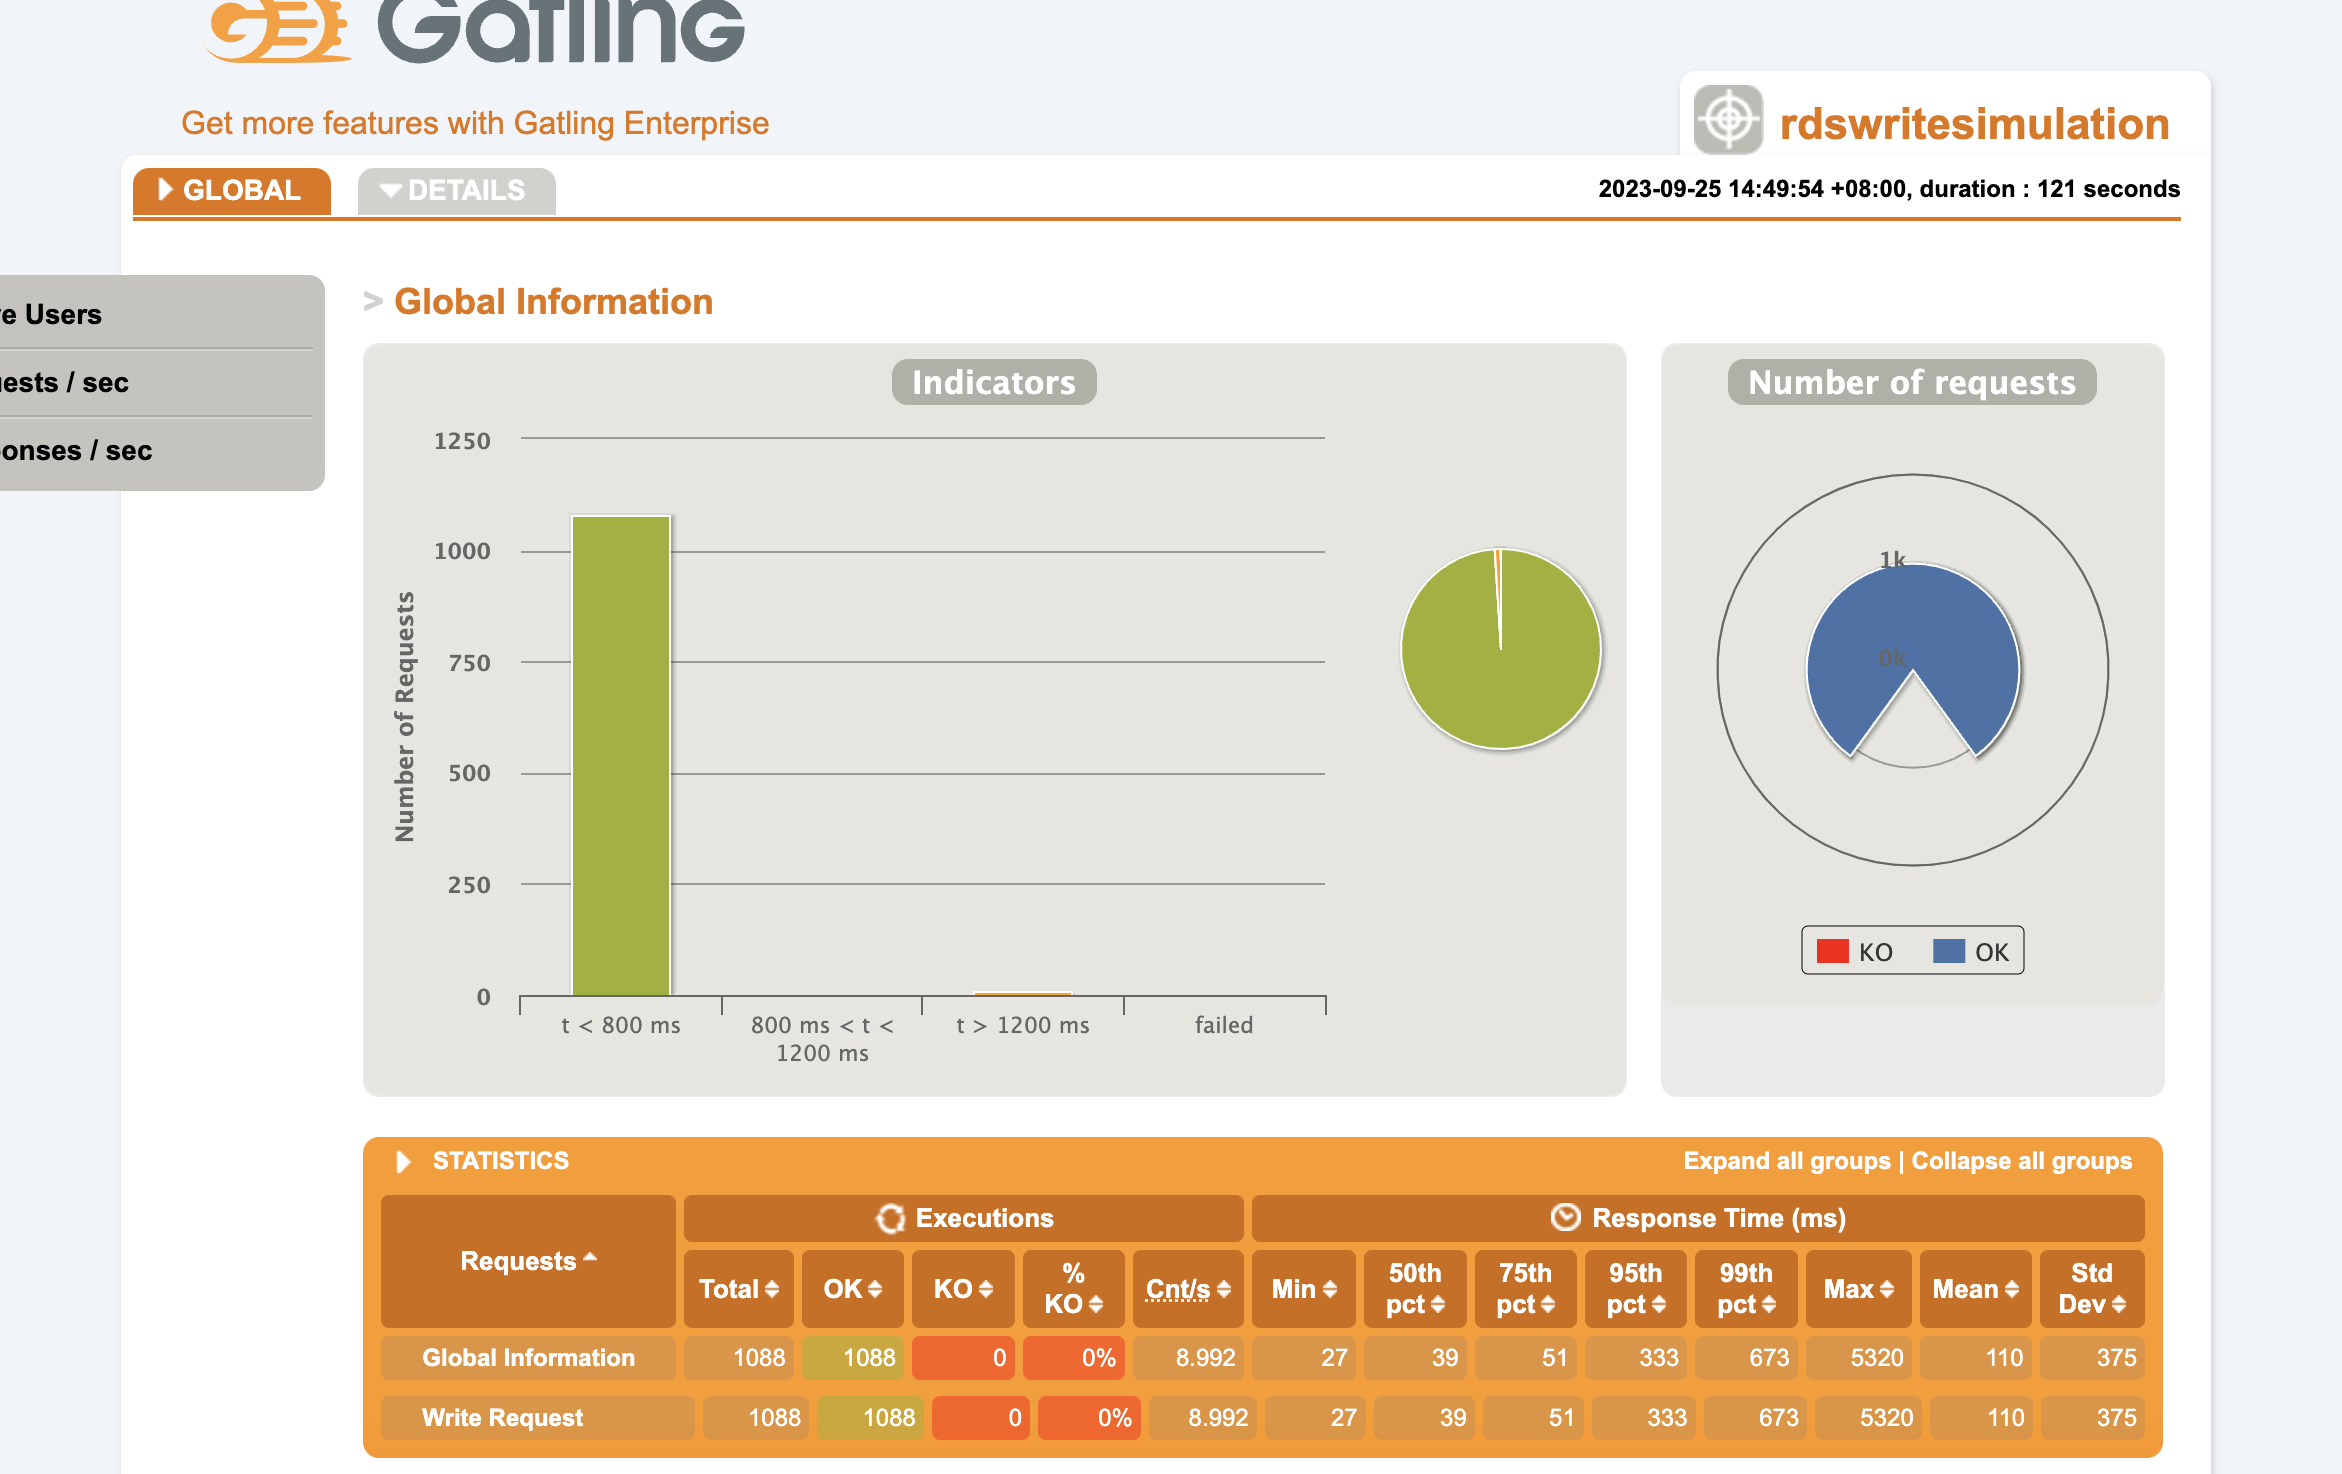 Gatling
Get more features with Gatling Enterprise
rdswritesimulation
GLOBAL
DETAILS
2023-09-25 14:49:54 +08:00, duration : 121 seconds
e Users
ests / sec
onses / sec
> Global Information
Indicators
1250
1000
750
500
250
0
Number of Requests
t < 800 ms
800 ms < t <
1200 ms
t > 1200 ms
failed
Number of requests
1k
0k
KO OK
STATISTICS
Expand all groups | Collapse all groups
Requests
Executions
Response Time (ms)
Total OK KO % KO Cnt/s Min 50th pct 75th pct 95th pct 99th pct Max Mean Std Dev
Global Information 1088 1088 0 0% 8.992 27 39 51 333 673 5320 110 375
Write Request 1088 1088 0 0% 8.992 27 39 51 333 673 5320 110 375